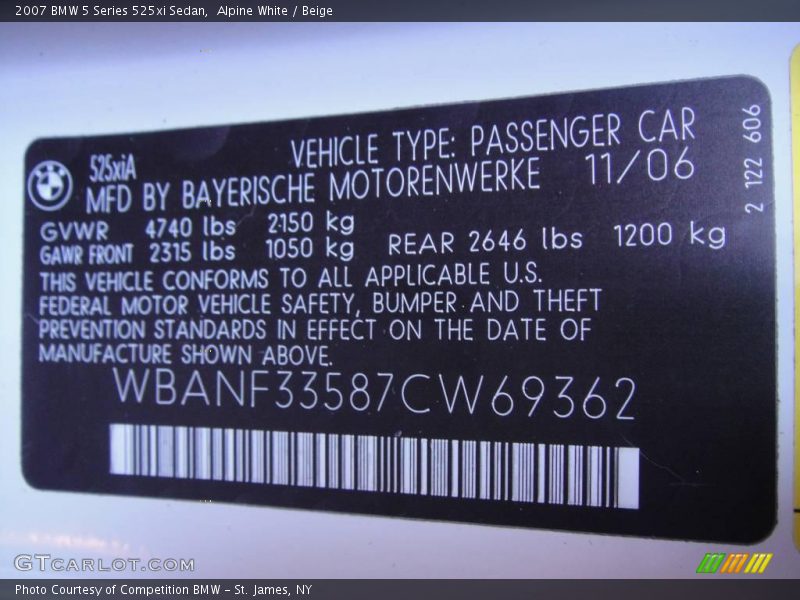 2007 BMW 5 Series 525xi Sedan,  Alpine White / Beige
525xiA
VEHICLE TYPE: PASSENGER CAR
MFD BY BAYERISCHE MOTORENWERKE 11/06
GVWR 4740 lbs 2150 kg
GAWR FRONT 2315 lbs 1050 kg REAR 2646 lbs 1200 kg
THIS VEHICLE CONFORMS TO ALL APPLICABLE U.S.
FEDERAL MOTOR VEHICLE SAFETY, BUMPER AND THEFT
PREVENTION STANDARDS IN EFFECT ON THE DATE OF
MANUFACTURE SHOWN ABOVE.
WBANF33587CW69362
2 122 606
GTCARLOT.COM
Photo Courtesy of Competition BMW - St. James, NY